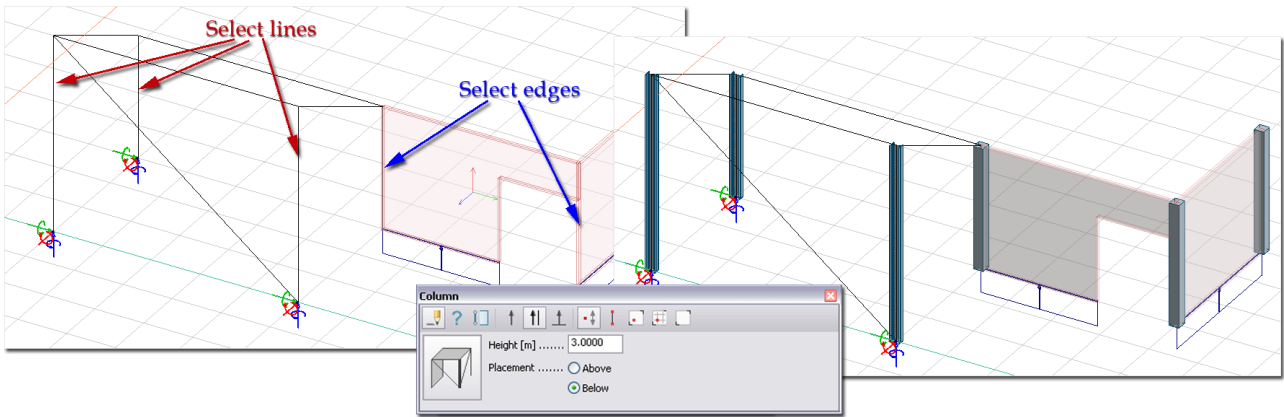 Select lines
Select edges
Column
Height [m] ....... 3.0000
Placement ....... Above
Below